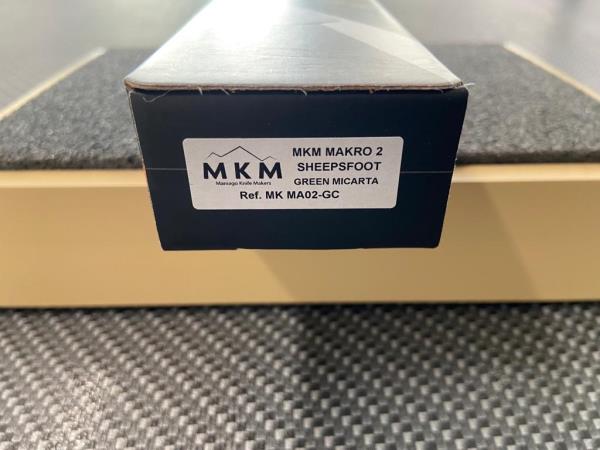 MKM
Maniago Knife Makers
MKM MAKRO 2
SHEEPSFOOT
GREEN MICARTA
Ref. MK MA02-GC